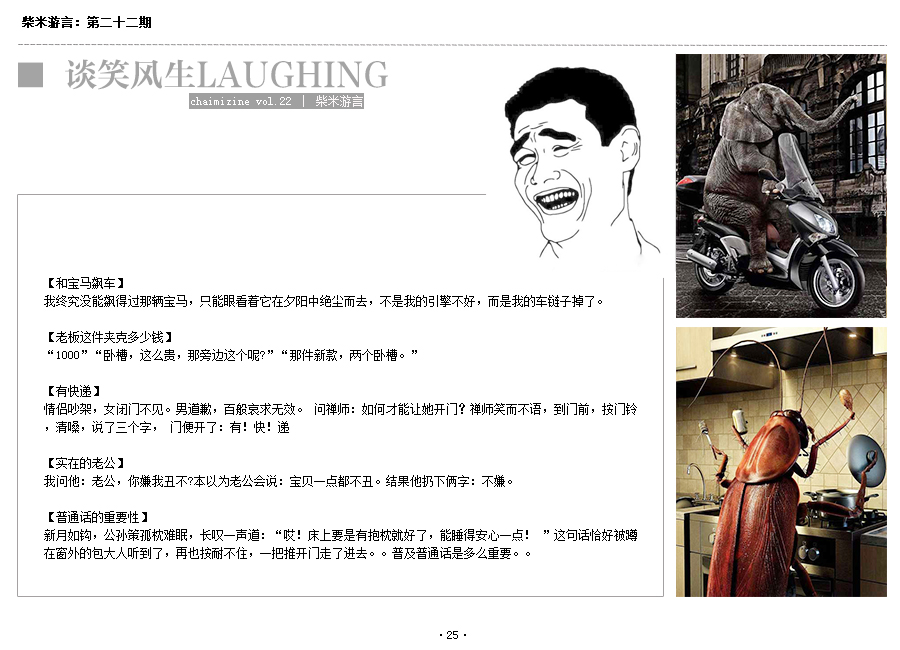 柴米游言：第二十二期
谈笑风生LAUGHING
chaimizine vol.22 | 柴米游言
【和宝马飙车】
我终究没能飙得过那辆宝马，只能眼看着它在夕阳中绝尘而去，不是我的引擎不好，而是我的车链子掉了。
【老板这件夹克多少钱】
“1000”“卧槽，这么贵，那旁边这个呢?”“那件新款，两个卧槽。”
【有快递】
情侣吵架，女闭门不见。男道歉，百般哀求无效。 问禅师：如何才能让她开门？禅师笑而不语，到门前，按门铃
，清嗓，说了三个字， 门便开了：有！快！递
【实在的老公】
我问他：老公，你嫌我丑不?本以为老公会说：宝贝一点都不丑。结果他扔下俩字：不嫌。
【普通话的重要性】
新月如钩，公孙策孤枕难眠，长叹一声道：“哎！床上要是有抱枕就好了，能睡得安心一点！ ”这句话恰好被蹲
在窗外的包大人听到了，再也按耐不住，一把推开门走了进去。。普及普通话是多么重要。。
·25·